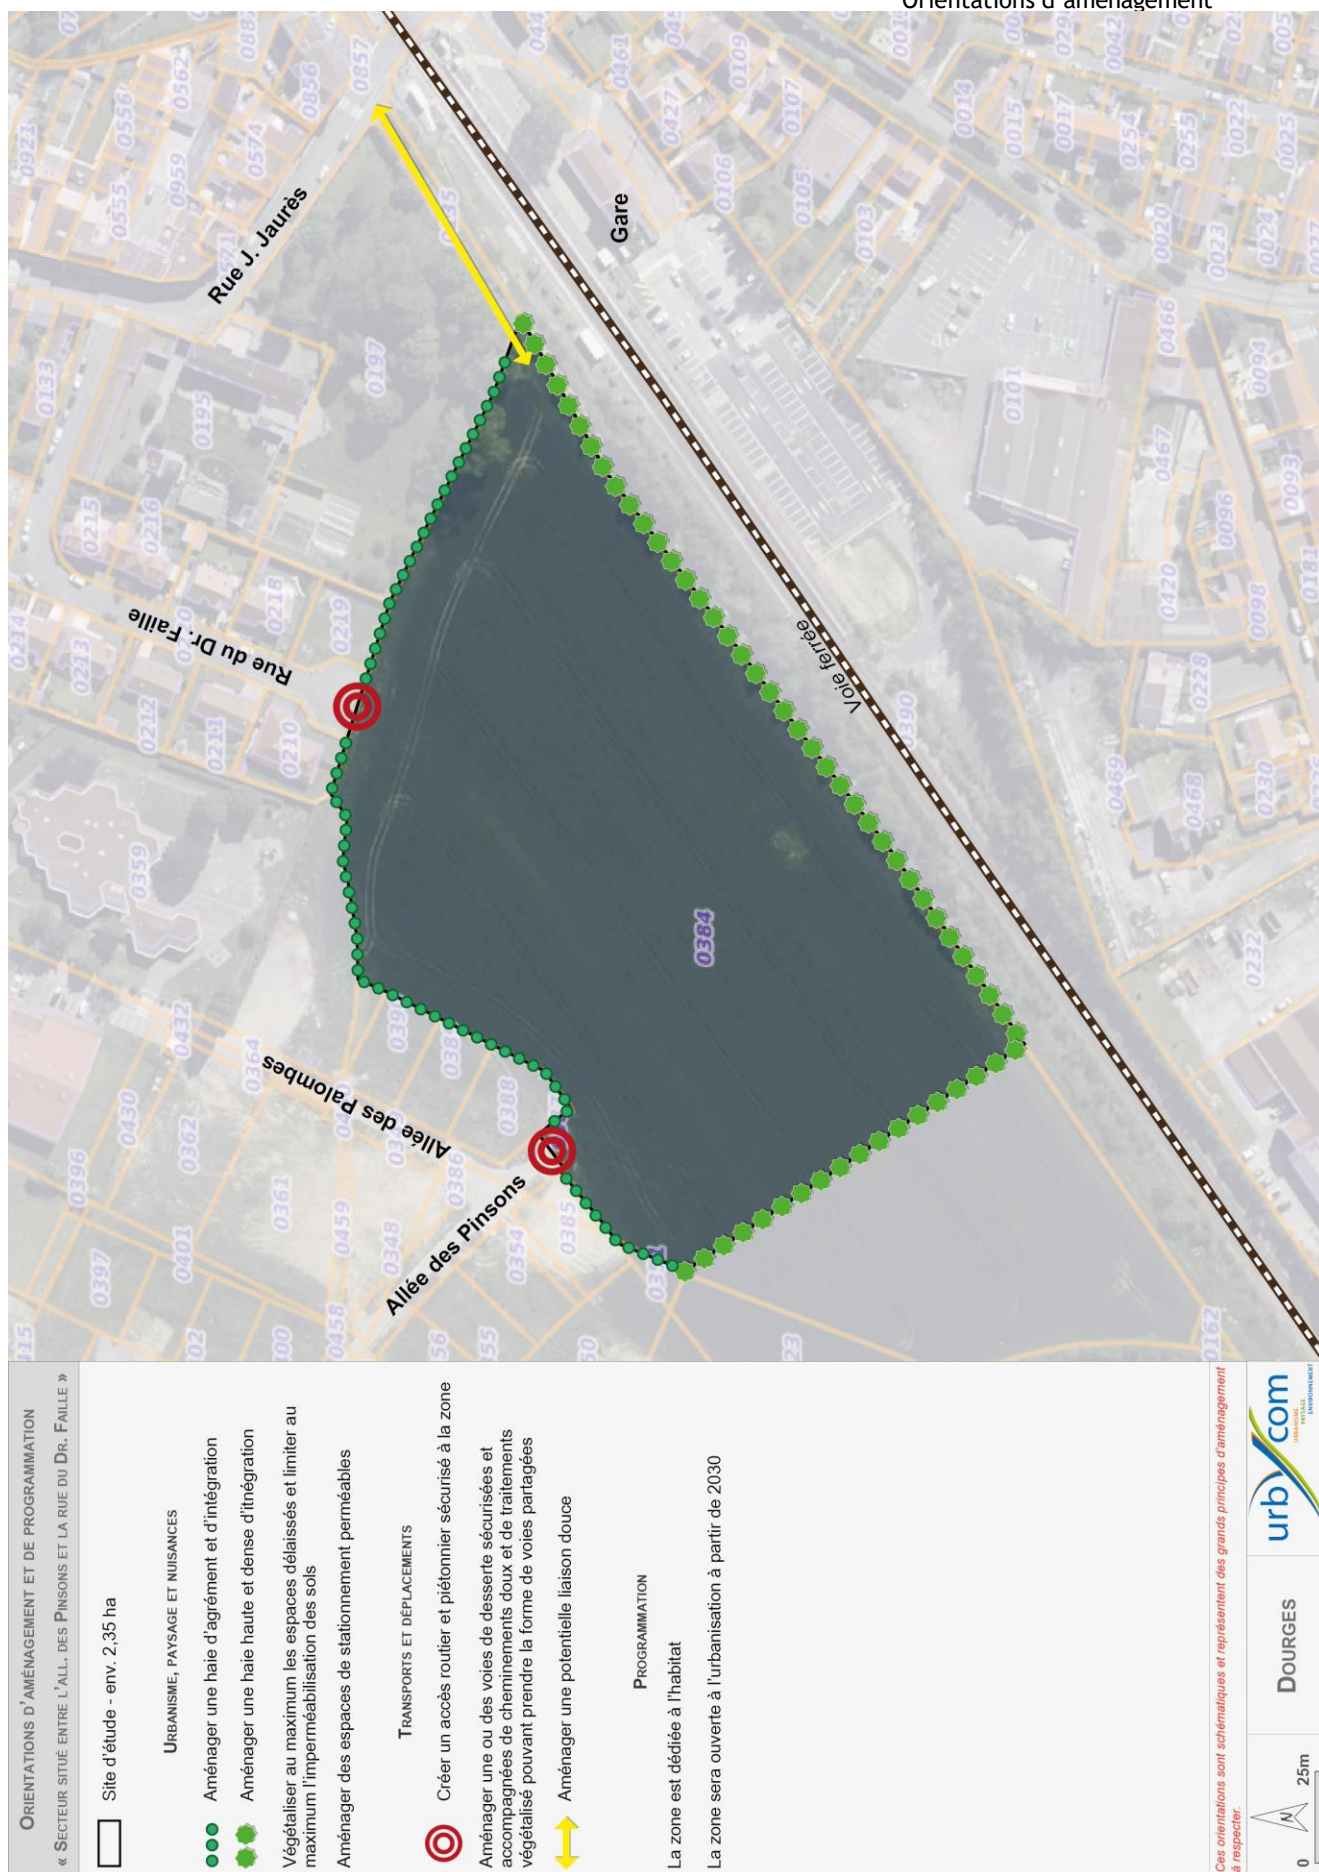 Orientations d'aménagement
ORIENTATIONS D'AMÉNAGEMENT ET DE PROGRAMMATION
« SECTEUR SITUÉ ENTRE L'ALL. DES PINSONS ET LA RUE DU DR. FAILLE »
Site d'étude - env. 2,35 ha
URBANISME, PAYSAGE ET NUISANCES
Aménager une haie d'agrément et d'intégration
Aménager une haie haute et dense d'itnégration
Végétaliser au maximum les espaces délaissés et limiter au
maximum l'imperméabilisation des sols
Aménager des espaces de stationnement perméables
TRANSPORTS ET DÉPLACEMENTS
Créer un accès routier et piétonnier sécurisé à la zone
Aménager une ou des voies de desserte sécurisées et
accompagnées de cheminements doux et de traitements
végétalisé pouvant prendre la forme de voies partagées
Aménager une potentielle liaison douce
PROGRAMMATION
La zone est dédiée à l'habitat
La zone sera ouverte à l'urbanisation à partir de 2030
Ces orientations sont schématiques et représentent des grands principes d'aménagement
à respecter.
N
0 25m
DOURGES
urbycom
URBANISME
PAYSAGE
ENVIRONNEMENT
Rue J. Jaurès
Gare
Rue du Dr. Faille
Voie ferrée
Allée des Palombes
Allée des Pinsons
0384
0921
0556
0562
0857
0856
0555
0959
0574
0461
0427
0109
0107
0106
0105
0103
0014
0015
0017
0042
0254
0255
0022
0025
0020
0023
0024
0133
0197
0195
0215
0216
0218
0219
0213
0212
0211
0210
0359
0101
0466
0467
0094
0093
0096
0420
0098
0181
0228
0390
0469
0468
0230
0232
0432
0364
0430
0362
0396
0361
0459
0388
0386
0385
0354
0348
0401
0397
0458
0162